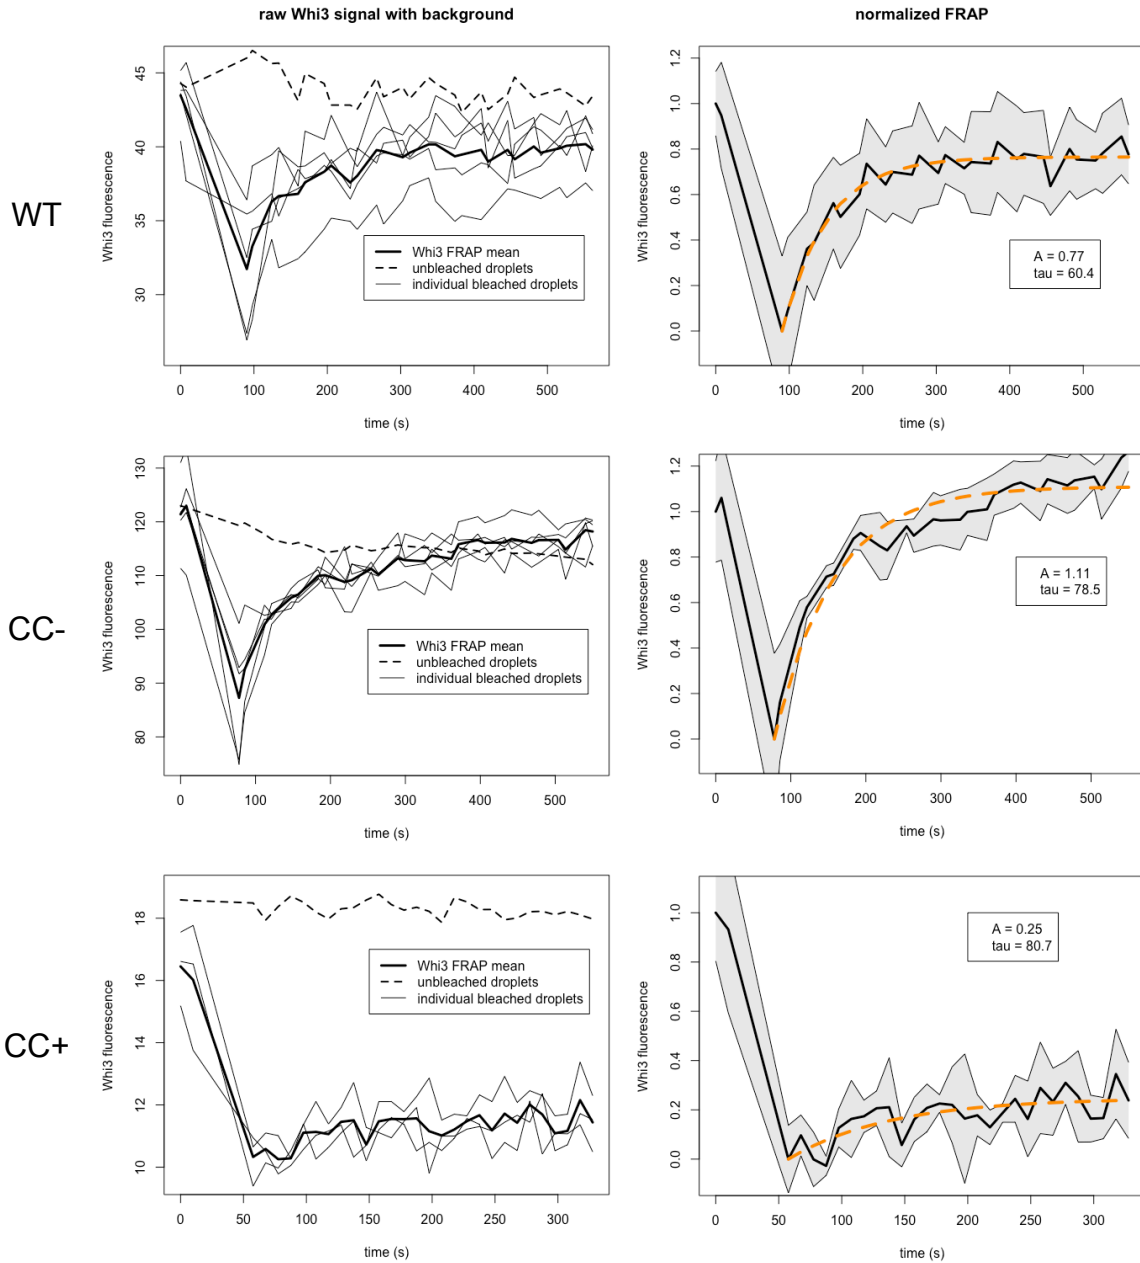 raw Whi3 signal with background
normalized FRAP
WT
Whi3 fluorescence
45
40
35
30
Whi3 FRAP mean
unbleached droplets
individual bleached droplets
0 100 200 300 400 500
time (s)
Whi3 fluorescence
1.2
1.0
0.8
0.6
0.4
0.2
0.0
A = 0.77
tau = 60.4
0 100 200 300 400 500
time (s)
CC-
Whi3 fluorescence
130
120
110
100
90
80
Whi3 FRAP mean
unbleached droplets
individual bleached droplets
0 100 200 300 400 500
time (s)
Whi3 fluorescence
1.2
1.0
0.8
0.6
0.4
0.2
0.0
A = 1.11
tau = 78.5
0 100 200 300 400 500
time (s)
CC+
Whi3 fluorescence
18
16
14
12
10
Whi3 FRAP mean
unbleached droplets
individual bleached droplets
0 50 100 150 200 250 300
time (s)
Whi3 fluorescence
1.0
0.8
0.6
0.4
0.2
0.0
A = 0.25
tau = 80.7
0 50 100 150 200 250 300
time (s)